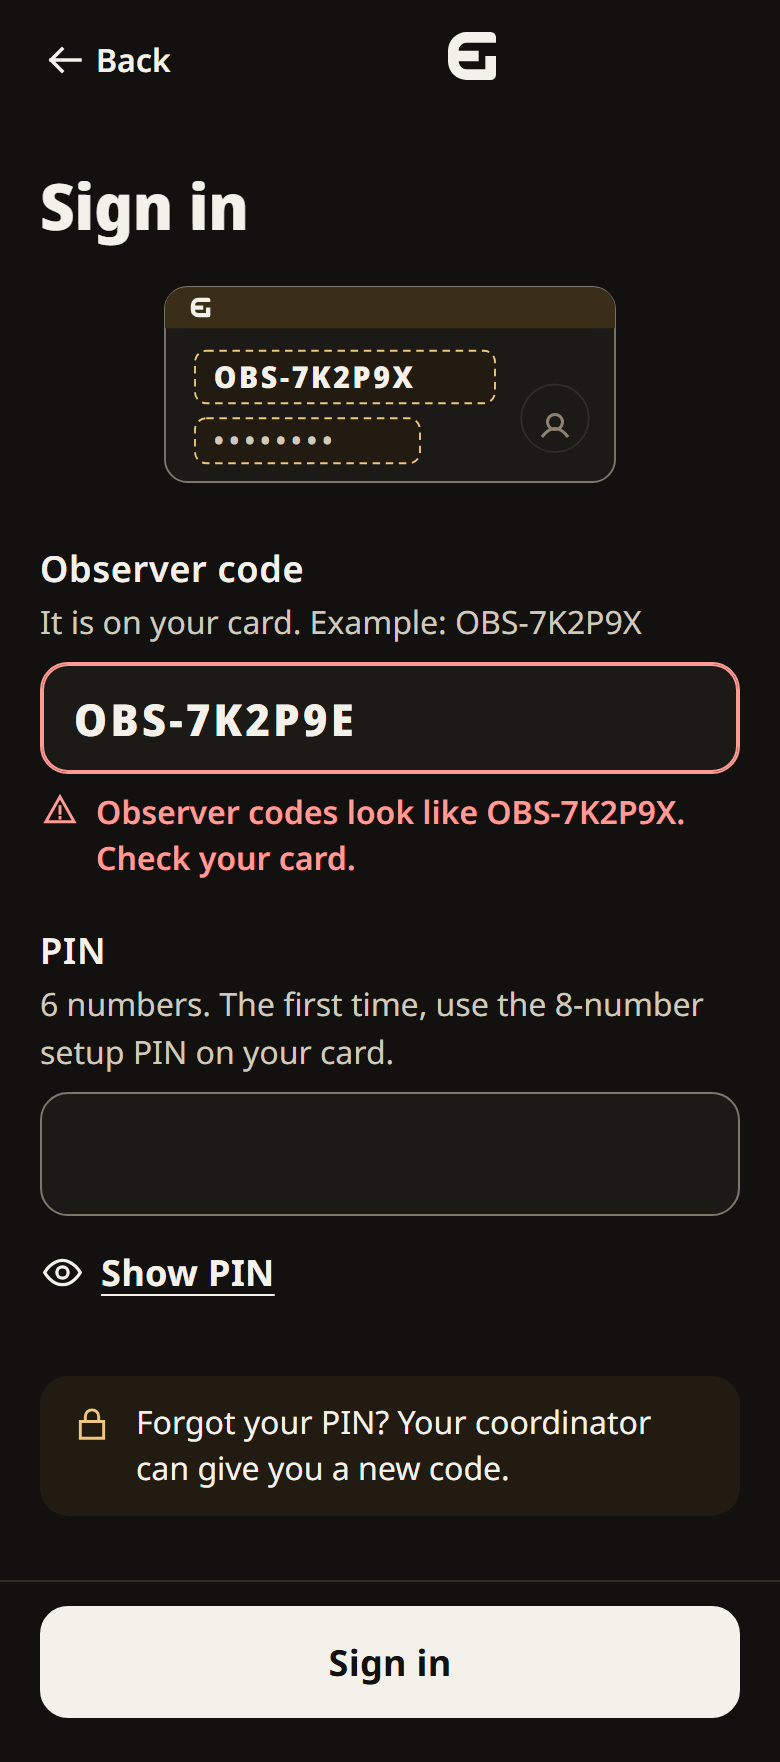 Back
Sign in
OBS-7K2P9X
••••••••
Observer code
It is on your card. Example: OBS-7K2P9X
OBS-7K2P9E
Observer codes look like OBS-7K2P9X.
Check your card.
PIN
6 numbers. The first time, use the 8-number
setup PIN on your card.
Show PIN
Forgot your PIN? Your coordinator
can give you a new code.
Sign in